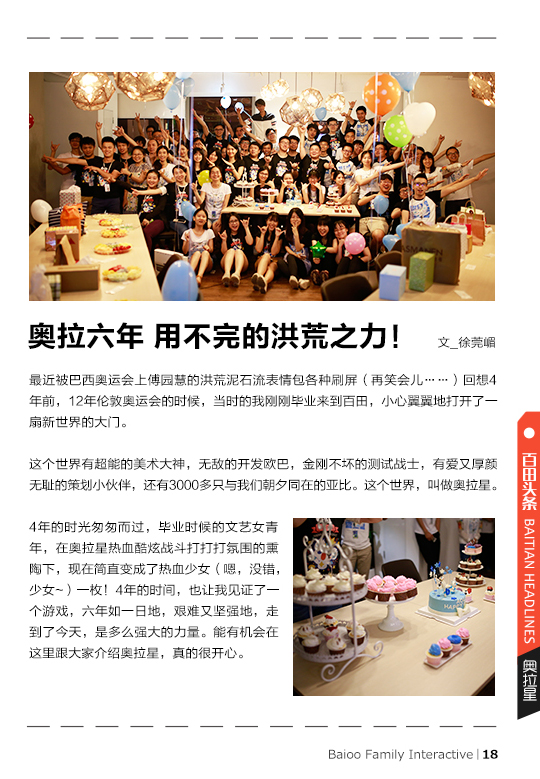 奥拉六年 用不完的洪荒之力！
文_徐莞嵋
最近被巴西奥运会上傅园慧的洪荒泥石流表情包各种刷屏（再笑会儿……）回想4
年前，12年伦敦奥运会的时候，当时的我刚刚毕业来到百田，小心翼翼地打开了一
扇新世界的大门。
这个世界有超能的美术大神，无敌的开发欧巴，金刚不坏的测试战士，有爱又厚颜
无耻的策划小伙伴，还有3000多只与我们朝夕同在的亚比。这个世界，叫做奥拉星。
4年的时光匆匆而过，毕业时候的文艺女青
年，在奥拉星热血酷炫战斗打打打氛围的熏
陶下，现在简直变成了热血少女（嗯，没错，
少女~）一枚！4年的时间，也让我见证了一
个游戏，六年如一日地，艰难又坚强地，走
到了今天，是多么强大的力量。能有机会在
这里跟大家介绍奥拉星，真的很开心。
百田头条 BAITIAN HEADLINES
奥拉星
Baioo Family Interactive | 18